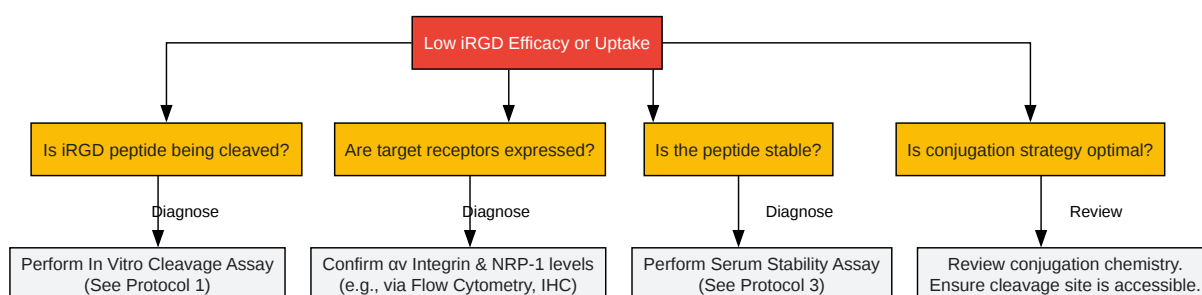 Low iRGD Efficacy or Uptake
Is iRGD peptide being cleaved?
Are target receptors expressed?
Is the peptide stable?
Is conjugation strategy optimal?
Diagnose
Diagnose
Diagnose
Review
Perform In Vitro Cleavage Assay
(See Protocol 1)
Confirm αv Integrin & NRP-1 levels
(e.g., via Flow Cytometry, IHC)
Perform Serum Stability Assay
(See Protocol 3)
Review conjugation chemistry.
Ensure cleavage site is accessible.